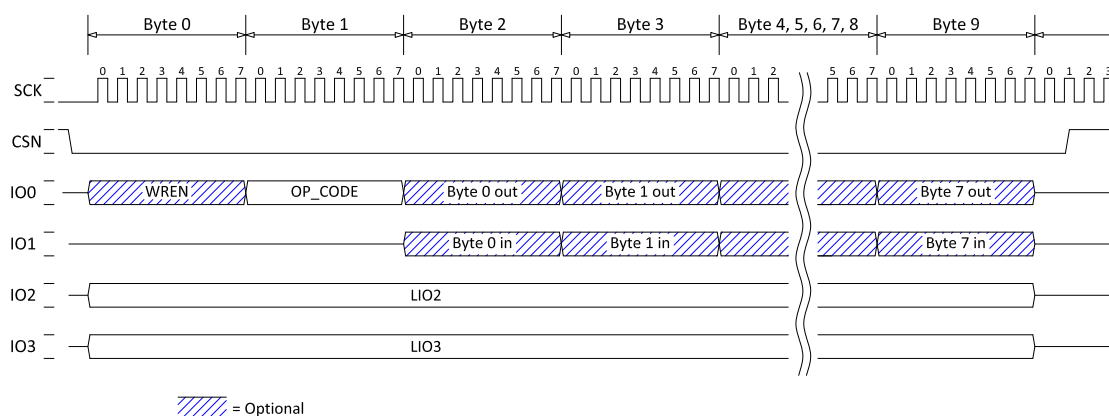 Byte 0 Byte 1 Byte 2 Byte 3 Byte 4, 5, 6, 7, 8 Byte 9
0 1 2 3 4 5 6 7 0 1 2 3 4 5 6 7 0 1 2 3 4 5 6 7 0 1 2 3 4 5 6 7 0 1 2 5 6 7 0 1 2 3 4 5 6 7 0 1 2 3
SCK
CSN
IO0 WREN OP_CODE Byte 0 out Byte 1 out Byte 7 out
IO1 Byte 0 in Byte 1 in Byte 7 in
IO2 LIO2
IO3 LIO3
= Optional